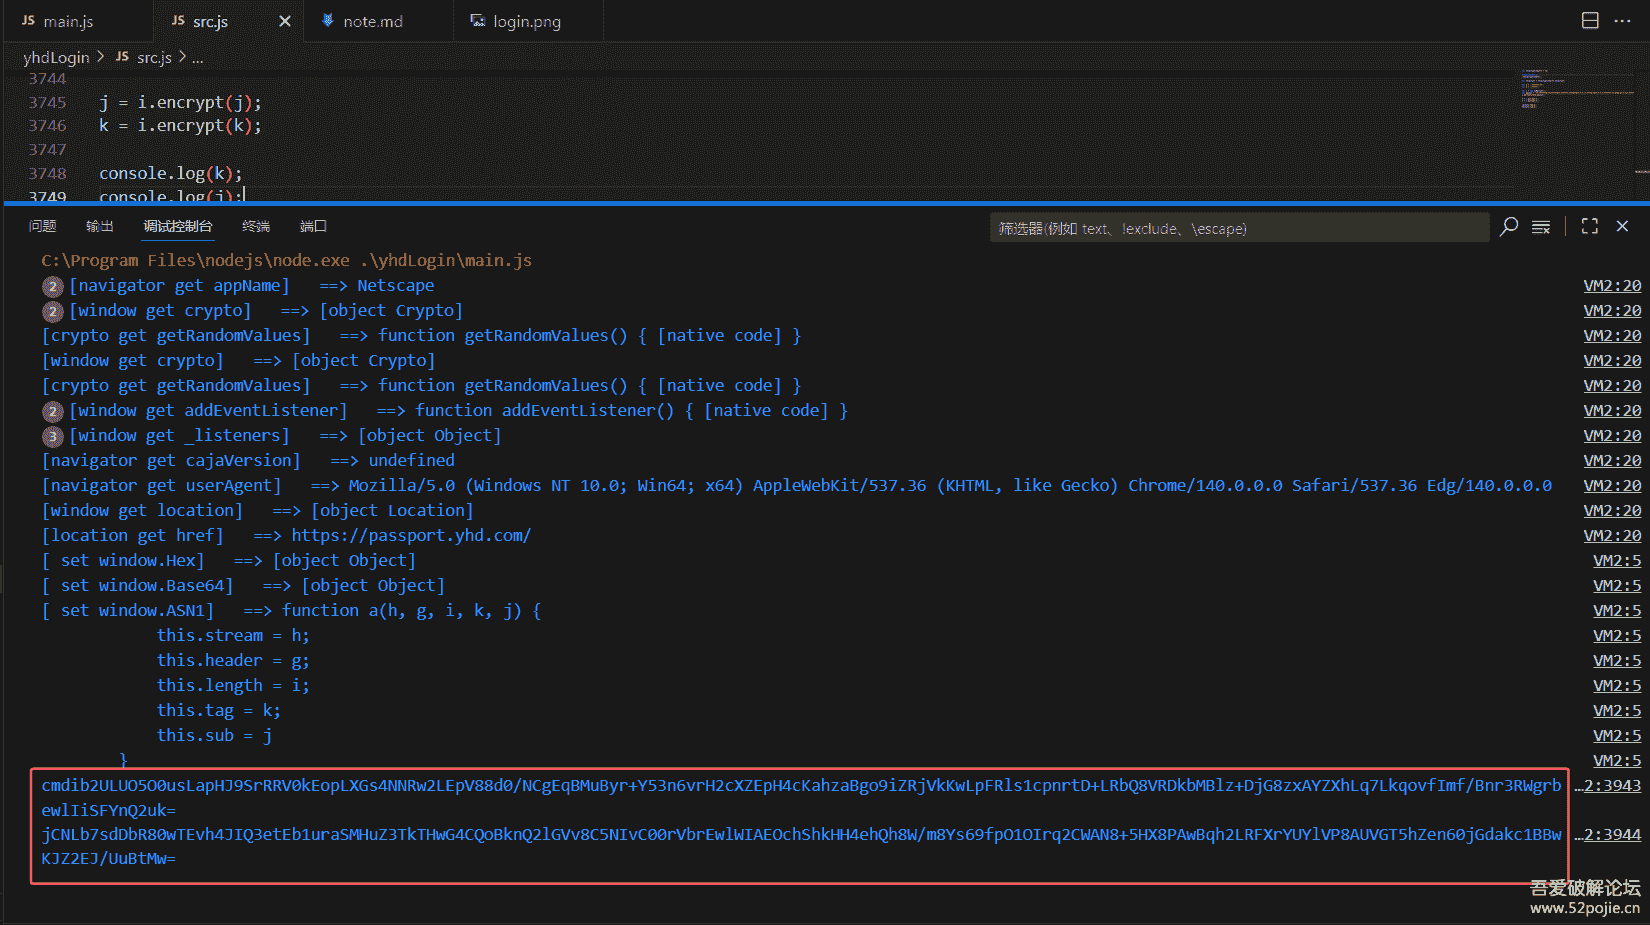 JS main.js JS src.js × note.md login.png ···
yhdLogin > JS src.js > ...
3744
3745 j = i.encrypt(j);
3746 k = i.encrypt(k);
3747
3748 console.log(k);
3749 console.log(j);
问题 输出 调试控制台 终端 端口 筛选器(例如 text、!exclude、\escape)
C:\Program Files\nodejs\node.exe .\yhdLogin\main.js
2 [navigator get appName] ==> Netscape VM2:20
2 [window get crypto] ==> [object Crypto] VM2:20
[crypto get getRandomValues] ==> function getRandomValues() { [native code] } VM2:20
[window get crypto] ==> [object Crypto] VM2:20
[crypto get getRandomValues] ==> function getRandomValues() { [native code] } VM2:20
2 [window get addEventListener] ==> function addEventListener() { [native code] } VM2:20
3 [window get _listeners] ==> [object Object] VM2:20
[navigator get cajaVersion] ==> undefined VM2:20
[navigator get userAgent] ==> Mozilla/5.0 (Windows NT 10.0; Win64; x64) AppleWebKit/537.36 (KHTML, like Gecko) Chrome/140.0.0.0 Safari/537.36 Edg/140.0.0.0 VM2:20
[window get location] ==> [object Location] VM2:20
[location get href] ==> https://passport.yhd.com/ VM2:20
[ set window.Hex] ==> [object Object] VM2:5
[ set window.Base64] ==> [object Object] VM2:5
[ set window.ASN1] ==> function a(h, g, i, k, j) { VM2:5
this.stream = h; VM2:5
this.header = g; VM2:5
this.length = i; VM2:5
this.tag = k; VM2:5
this.sub = j VM2:5
} VM2:5
cmdib2ULUO5O0usLapHJ9SrRRV0kEopLXGs4NNRw2LEpV88d0/NCgEqBMuByr+Y53n6vrH2cXZEpH4cKahzaBgo9iZRjVkKwLpFRls1cpnrtD+LRbQ8VRDkbMBlz+DjG8zxAYZXhLq7LkqovfImf/Bnr3RWgrb …2:3943
ewlIiSFYnQ2uk=
jCNLb7sdDbR80wTEvh4JIQ3etEb1uraSMHuZ3TkTHwG4CQoBknQ2lGVv8C5NIvC00rVbrEwlWIAEOchShkHH4ehQh8W/m8Ys69fpO1OIrq2CWAN8+5HX8PAwBqh2LRFXrYUYlVP8AUVGT5hZen60jGdakc1BBw …2:3944
KJZ2EJ/UuBtMw=
吾爱破解论坛
www.52pojie.cn